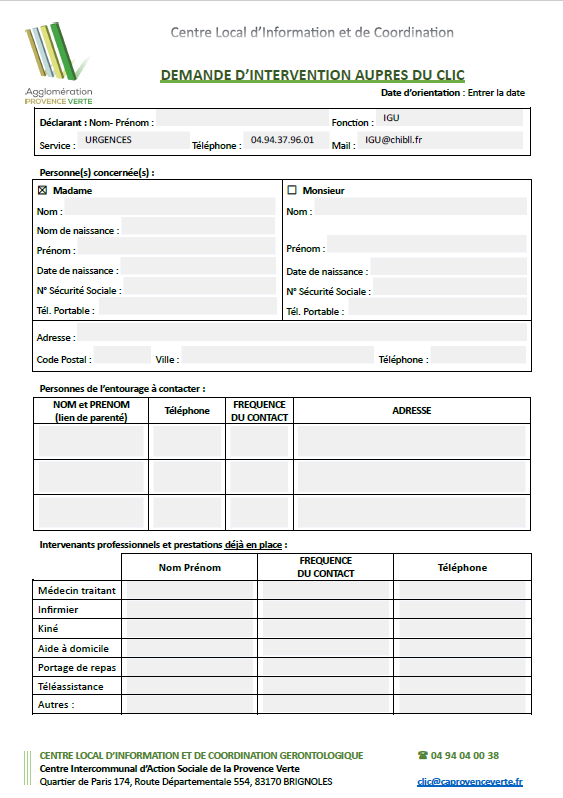 Centre Local d'Information et de Coordination
Agglomération
PROVENCE VERTE
DEMANDE D'INTERVENTION AUPRES DU CLIC
Date d'orientation : Entrer la date
Déclarant : Nom- Prénom : Fonction : IGU
Service : URGENCES Téléphone : 04.94.37.96.01 Mail : IGU@chibll.fr
Personne(s) concernée(s) :
☒ Madame ☐ Monsieur
Nom : Nom :
Nom de naissance :
Prénom : Prénom :
Date de naissance : Date de naissance :
N° Sécurité Sociale : N° Sécurité Sociale :
Tél. Portable : Tél. Portable :
Adresse :
Code Postal : Ville : Téléphone :
Personnes de l'entourage à contacter :
NOM et PRENOM (lien de parenté) Téléphone FREQUENCE DU CONTACT ADRESSE
Intervenants professionnels et prestations déjà en place :
Nom Prénom FREQUENCE DU CONTACT Téléphone
Médecin traitant
Infirmier
Kiné
Aide à domicile
Portage de repas
Téléassistance
Autres :
CENTRE LOCAL D'INFORMATION ET DE COORDINATION GERONTOLOGIQUE ☎ 04 94 04 00 38
Centre Intercommunal d'Action Sociale de la Provence Verte
Quartier de Paris 174, Route Départementale 554, 83170 BRIGNOLES clic@caprovenceverte.fr